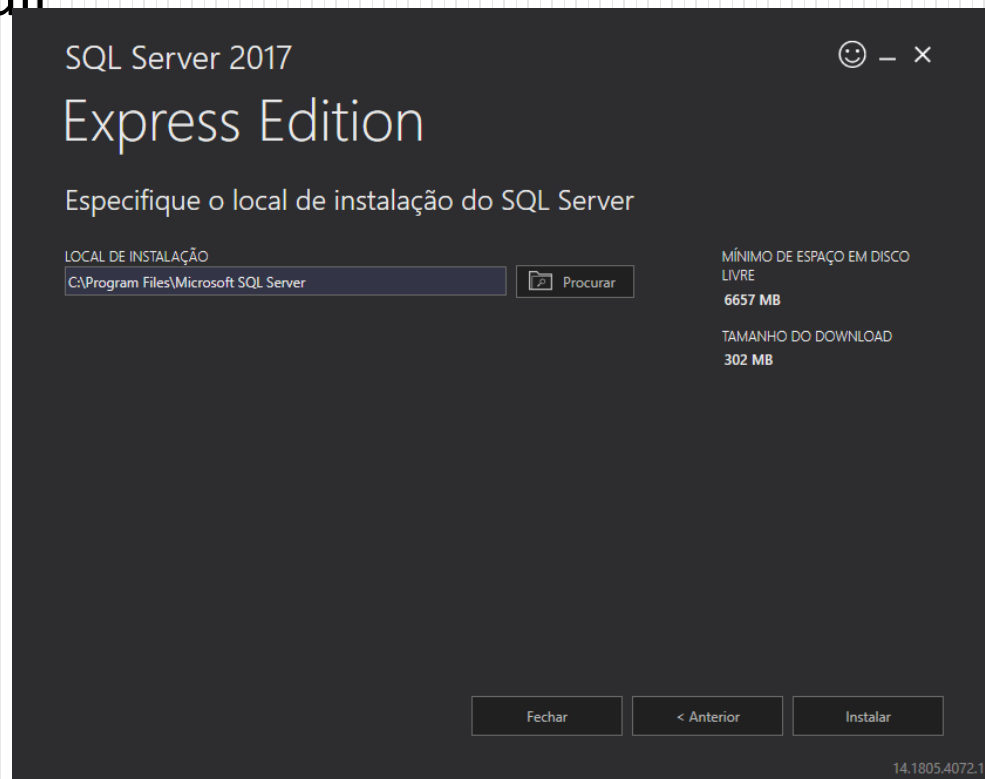 SQL Server 2017
Express Edition
Especifique o local de instalação do SQL Server
LOCAL DE INSTALAÇÃO
C:\Program Files\Microsoft SQL Server
Procurar
MÍNIMO DE ESPAÇO EM DISCO
LIVRE
6657 MB
TAMANHO DO DOWNLOAD
302 MB
Fechar
< Anterior
Instalar
14.1805.4072.1